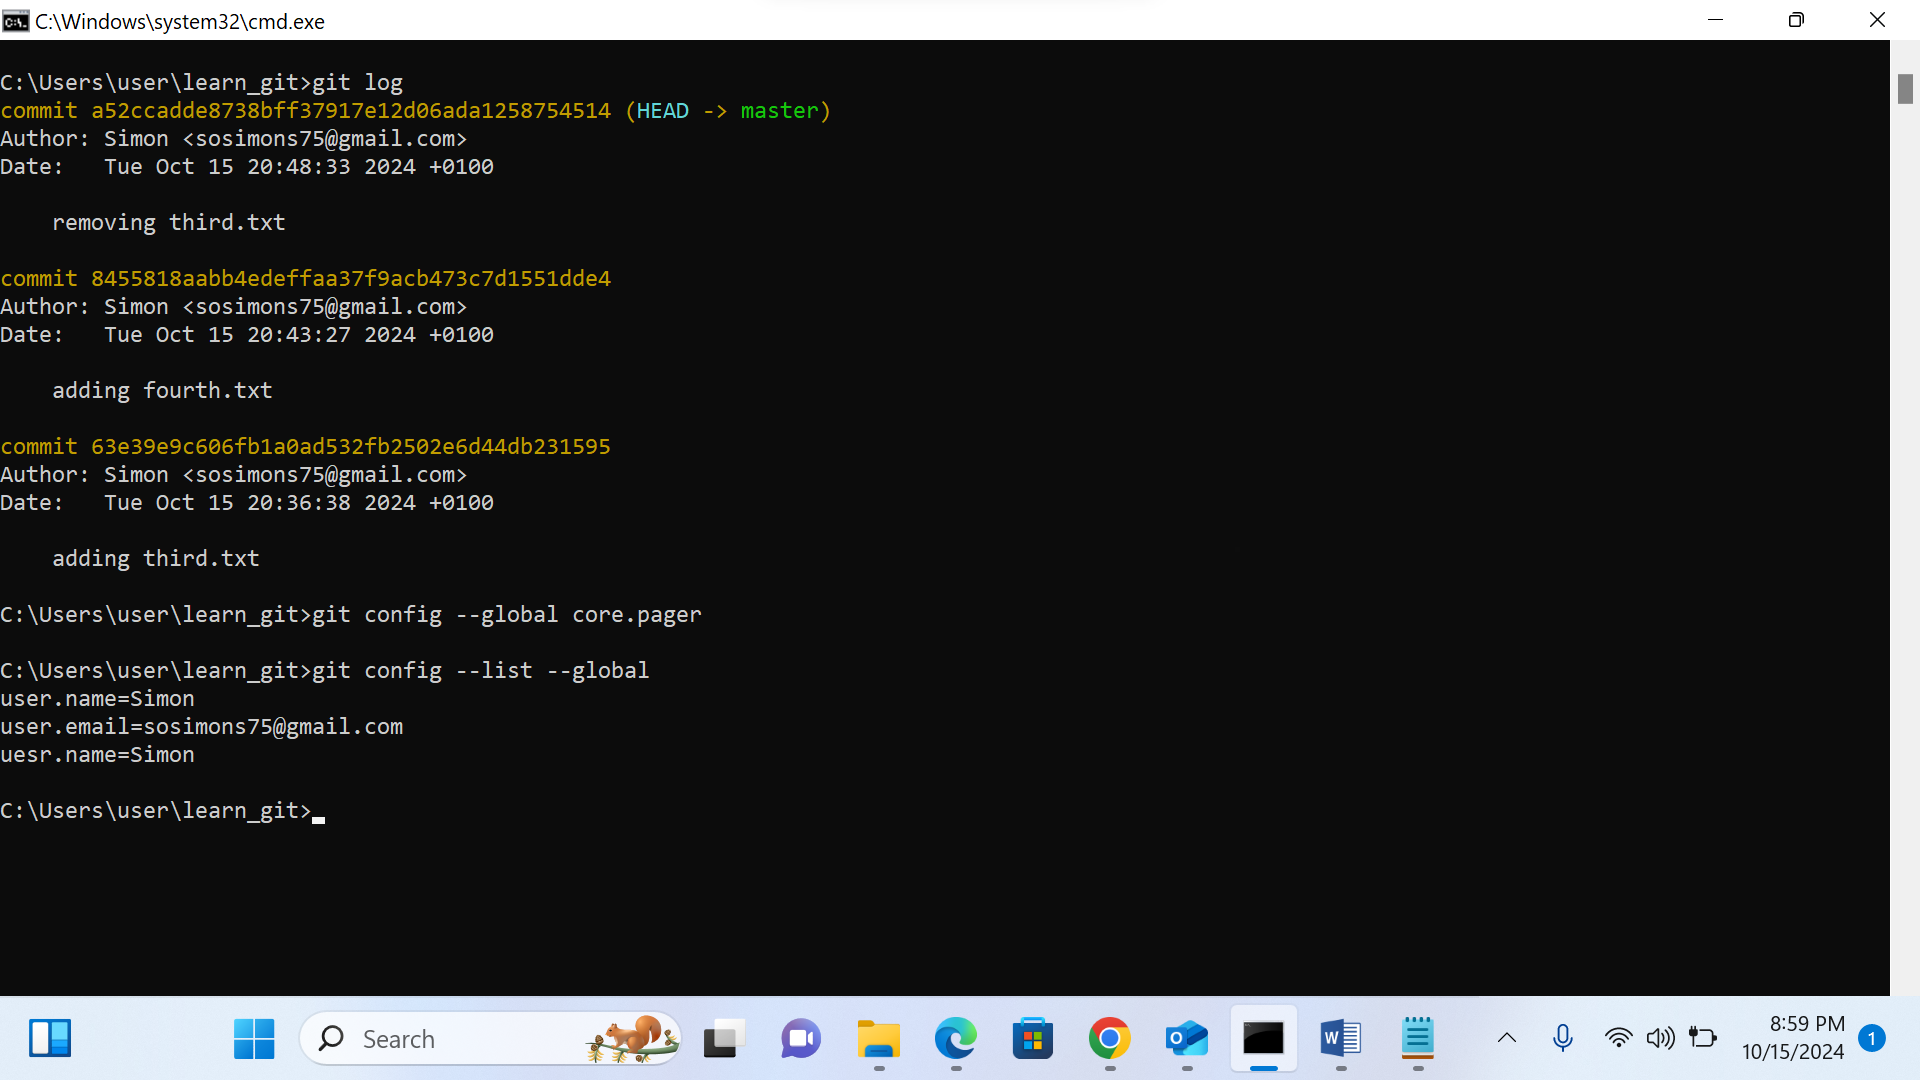 C:\Windows\system32\cmd.exe
C:\Users\user\learn_git>git log
commit a52ccadde8738bff37917e12d06ada1258754514 (HEAD -> master)
Author: Simon <sosimons75@gmail.com>
Date:   Tue Oct 15 20:48:33 2024 +0100
    removing third.txt
commit 8455818aabb4edeffaa37f9acb473c7d1551dde4
Author: Simon <sosimons75@gmail.com>
Date:   Tue Oct 15 20:43:27 2024 +0100
    adding fourth.txt
commit 63e39e9c606fb1a0ad532fb2502e6d44db231595
Author: Simon <sosimons75@gmail.com>
Date:   Tue Oct 15 20:36:38 2024 +0100
    adding third.txt
C:\Users\user\learn_git>git config --global core.pager
C:\Users\user\learn_git>git config --list --global
user.name=Simon
user.email=sosimons75@gmail.com
uesr.name=Simon
C:\Users\user\learn_git>
Search
8:59 PM
10/15/2024
1